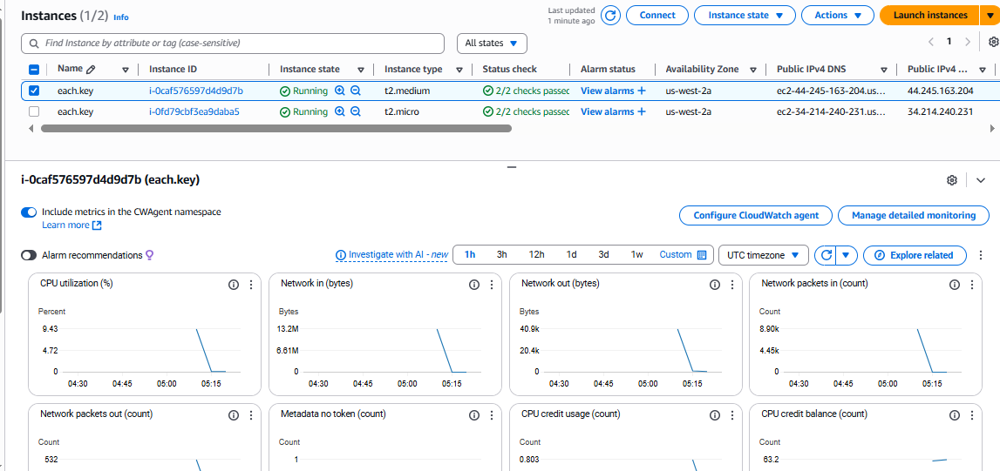 Instances (1/2) Info
Last updated
1 minute ago
Connect
Instance state
Actions
Launch instances
Find Instance by attribute or tag (case-sensitive)
All states
1
Name Instance ID Instance state Instance type Status check Alarm status Availability Zone Public IPv4 DNS Public IPv4 ...
each.key i-0caf576597d4d9d7b Running t2.medium 2/2 checks passed View alarms + us-west-2a ec2-44-245-163-204.us... 44.245.163.204
each.key i-0fd79cbf3ea9daba5 Running t2.micro 2/2 checks passed View alarms + us-west-2a ec2-34-214-240-231.us... 34.214.240.231
i-0caf576597d4d9d7b (each.key)
Include metrics in the CWAgent namespace
Learn more
Configure CloudWatch agent
Manage detailed monitoring
Alarm recommendations
Investigate with AI - new
1h 3h 12h 1d 3d 1w Custom
UTC timezone
Explore related
CPU utilization (%)
Percent
9.43
4.72
0
04:30 04:45 05:00 05:15
Network in (bytes)
Bytes
13.2M
6.61M
0
04:30 04:45 05:00 05:15
Network out (bytes)
Bytes
40.9k
20.4k
0
04:30 04:45 05:00 05:15
Network packets in (count)
Count
8.90k
4.45k
0
04:30 04:45 05:00 05:15
Network packets out (count)
Count
532
Metadata no token (count)
Count
1
CPU credit usage (count)
Count
0.803
CPU credit balance (count)
Count
63.2